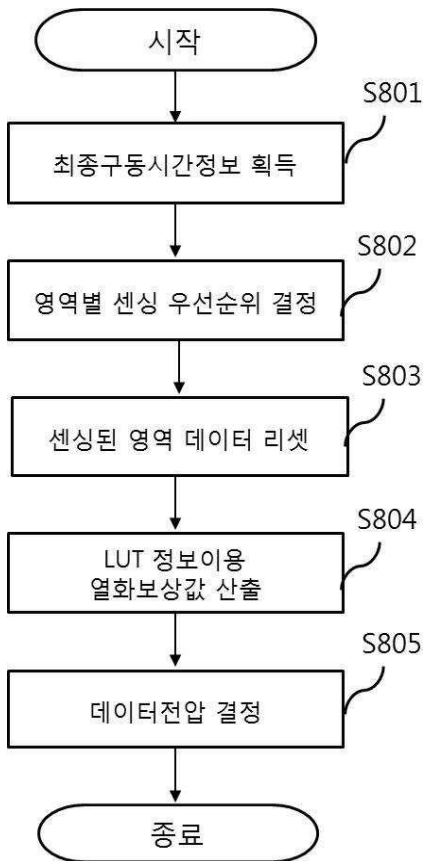 시작
S801
최종구동시간정보 획득
S802
영역별 센싱 우선순위 결정
S803
센싱된 영역 데이터 리셋
S804
LUT 정보이용
열화보상값 산출
S805
데이터전압 결정
종료